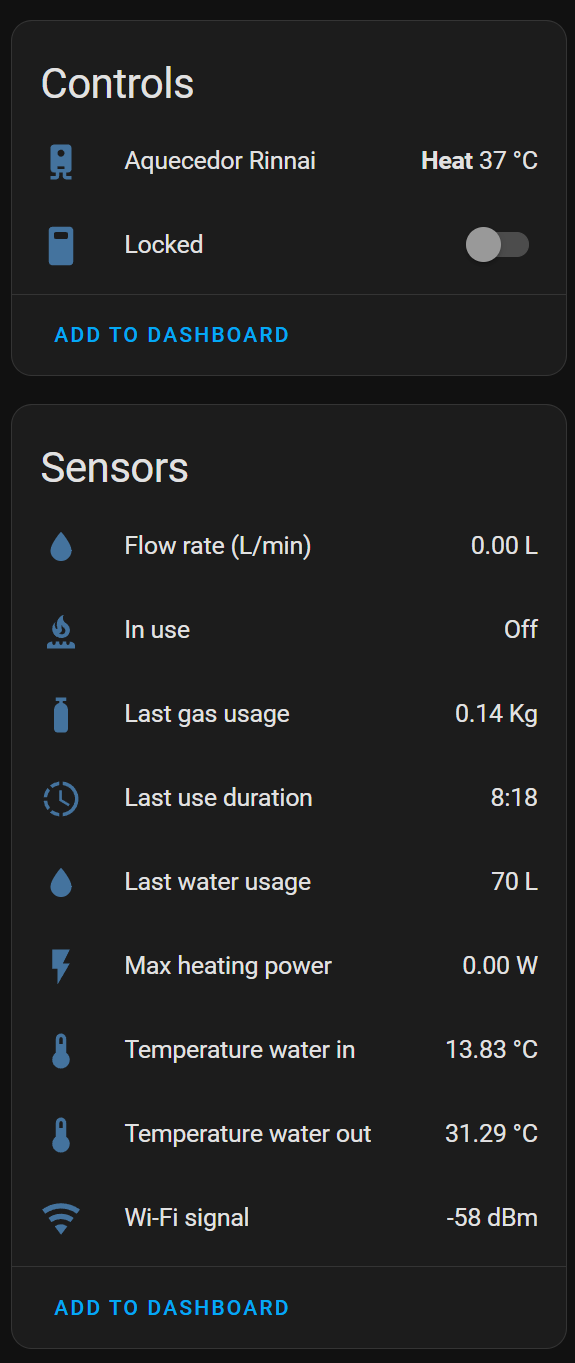 Controls
Aquecedor Rinnai Heat 37 °C
Locked
ADD TO DASHBOARD
Sensors
Flow rate (L/min) 0.00 L
In use Off
Last gas usage 0.14 Kg
Last use duration 8:18
Last water usage 70 L
Max heating power 0.00 W
Temperature water in 13.83 °C
Temperature water out 31.29 °C
Wi-Fi signal -58 dBm
ADD TO DASHBOARD